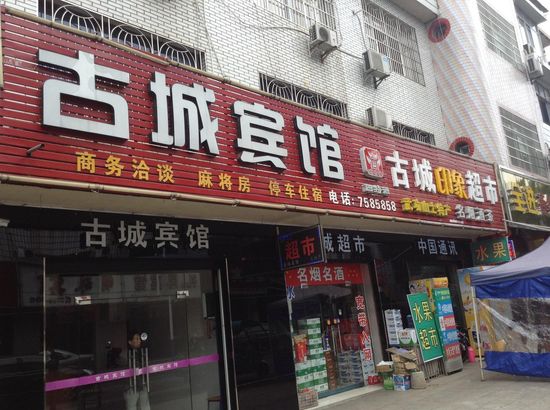 古城宾馆
商务洽谈 麻将房 停车住宿 电话:7585858
古城印象超市
古城宾馆
超市
城超市
中国通讯
水果
名烟名酒
水果超市
宽带